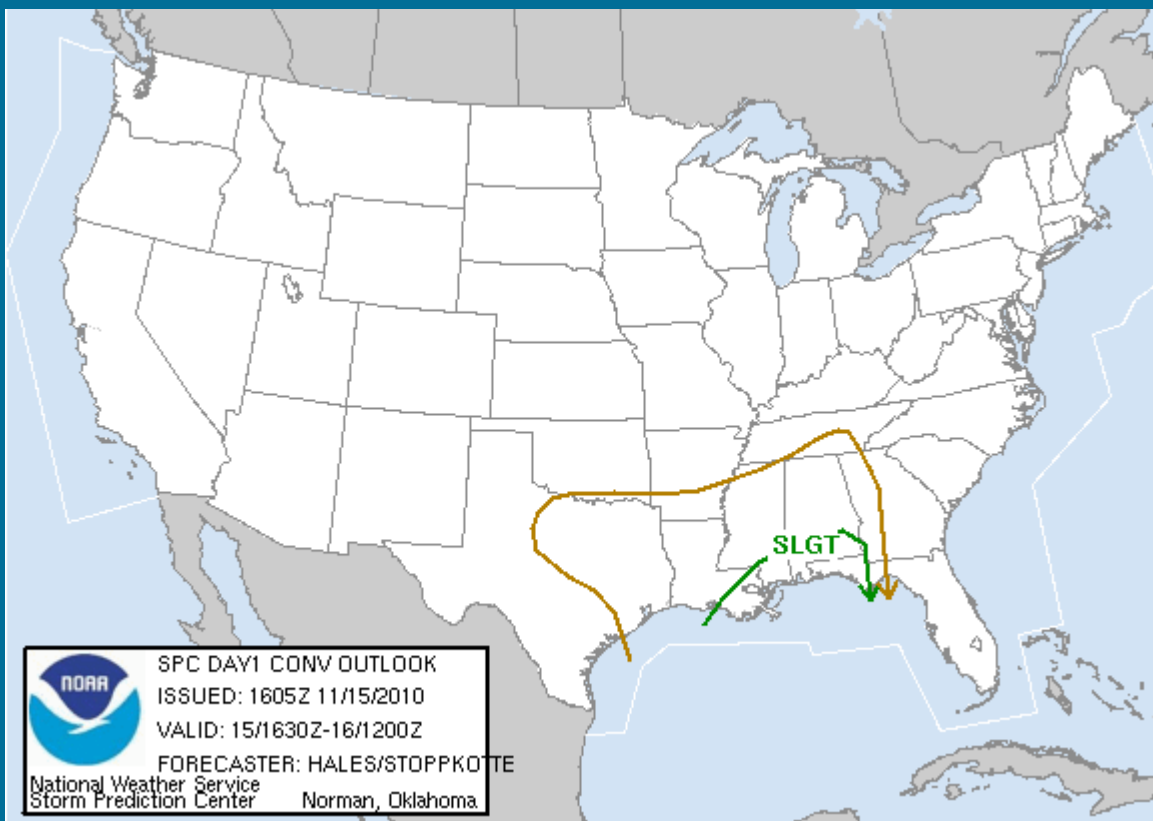 SLGT
SPC DAY1 CONV OUTLOOK
ISSUED: 1605Z 11/15/2010
VALID: 15/1630Z-16/1200Z
FORECASTER: HALES/STOPPKOTTE
NOAA
National Weather Service
Storm Prediction Center Norman, Oklahoma